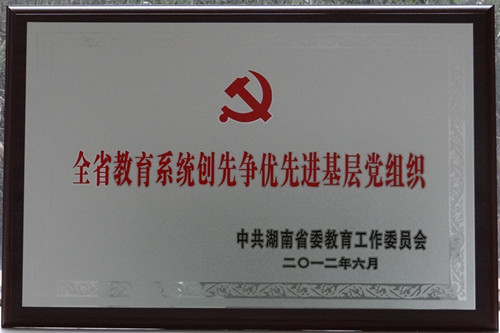 全省教育系统创先争优先进基层党组织
中共湖南省委教育工作委员会
二〇一二年六月